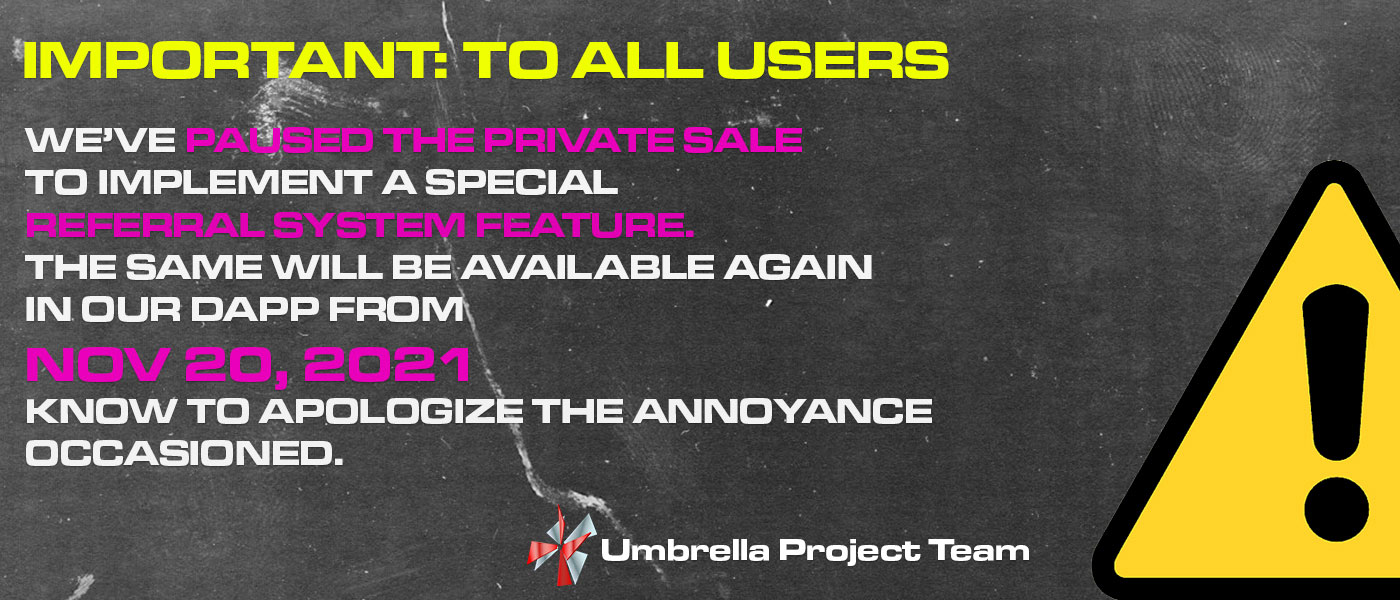 IMPORTANT: TO ALL USERS
WE'VE PAUSED THE PRIVATE SALE
TO IMPLEMENT A SPECIAL
REFERRAL SYSTEM FEATURE.
THE SAME WILL BE AVAILABLE AGAIN
IN OUR DAPP FROM
NOV 20, 2021
KNOW TO APOLOGIZE THE ANNOYANCE
OCCASIONED.
Umbrella Project Team